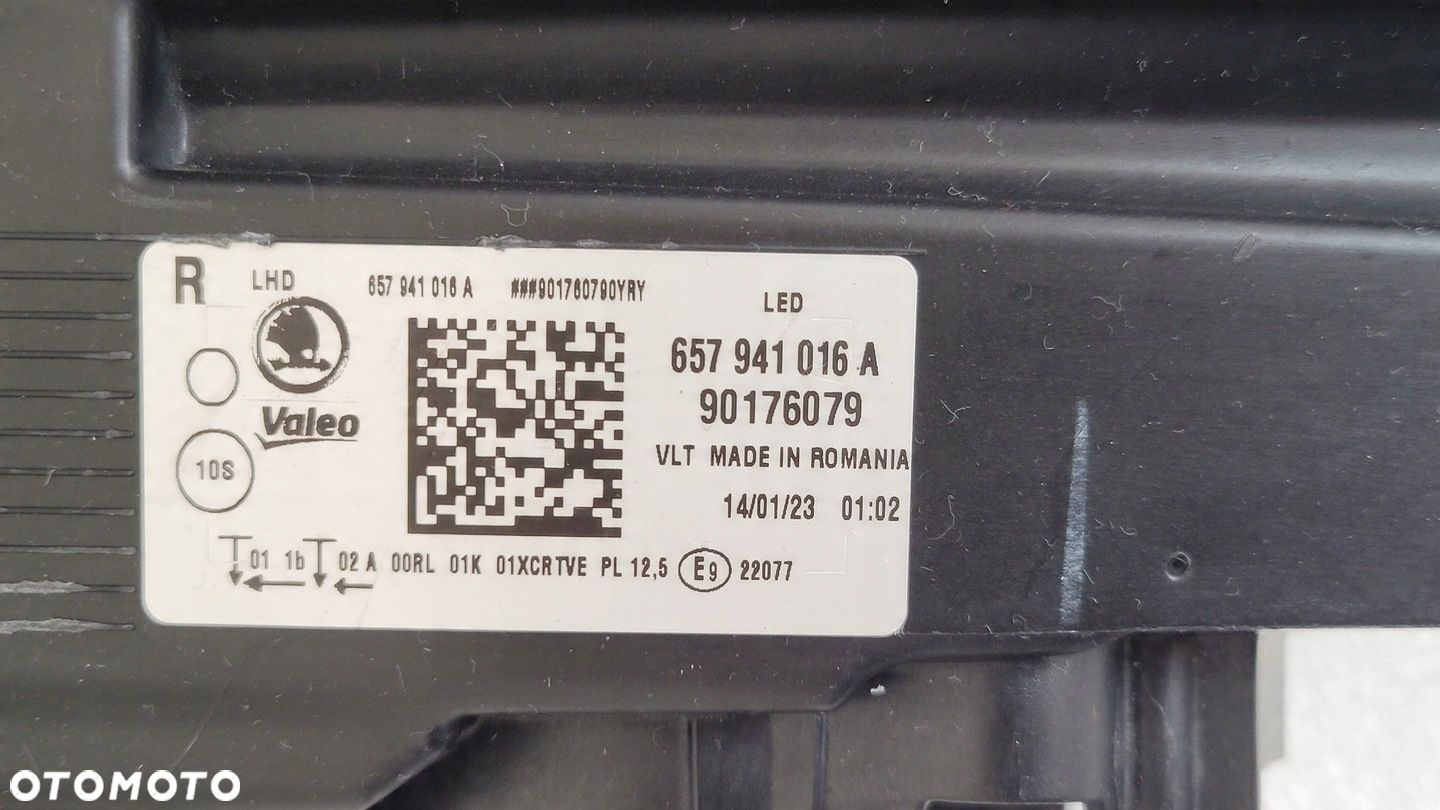 R LHD 657 941 016 A ###901760790YRY
LED
657 941 016 A
90176079
Valeo
VLT MADE IN ROMANIA
10S
14/01/23 01:02
01 1b 02 A 00RL 01K 01XCRTVE PL 12,5 E9 22077
OTOMOTO